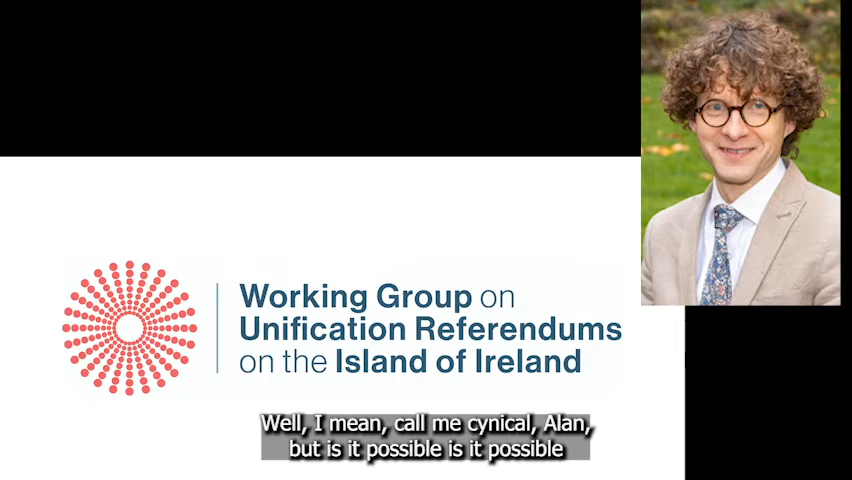 Working Group on
Unification Referendums
on the Island of Ireland
Well, I mean, call me cynical, Alan,
but is it possible is it possible